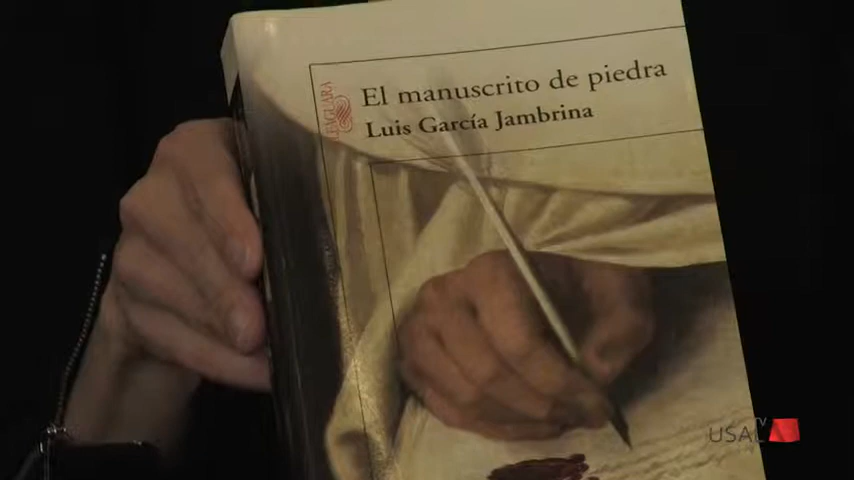 El manuscrito de piedra
Luis García Jambrina
ALFAGUARA
USAL TV